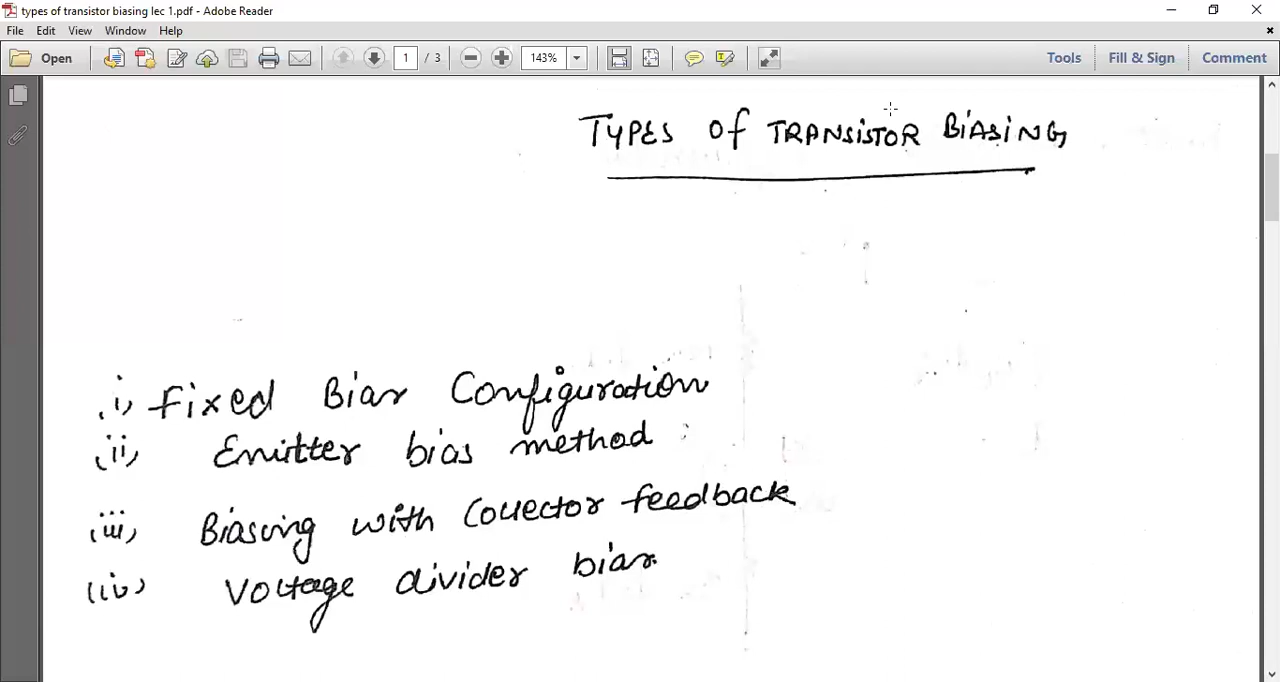 types of transistor biasing lec 1.pdf - Adobe Reader
File Edit View Window Help
Open 1 / 3 143% Tools Fill & Sign Comment
TYPES Of TRANSiSTOR BiASiNG
(i) Fixed Bias Configuration
(ii) Emitter bias method
(iii) Biasing with Collector feedback
(iv) Voltage divider bias